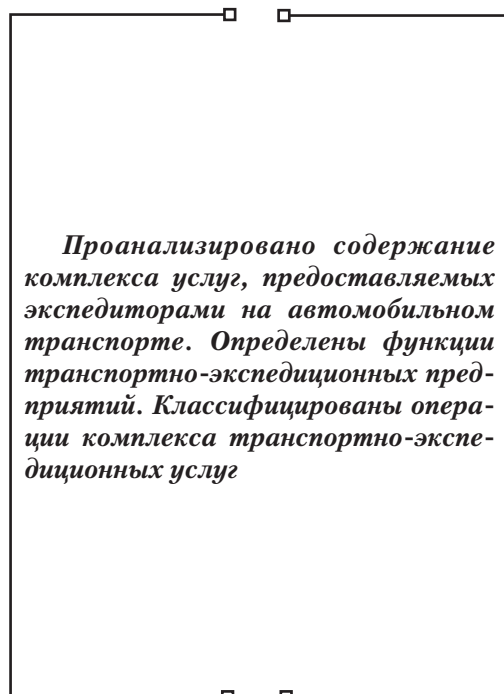 Проанализировано содержание
комплекса услуг, предоставляемых
экспедиторами на автомобильном
транспорте. Определены функции
транспортно-экспедиционных пред-
приятий. Классифицированы опера-
ции комплекса транспортно-экспе-
диционных услуг